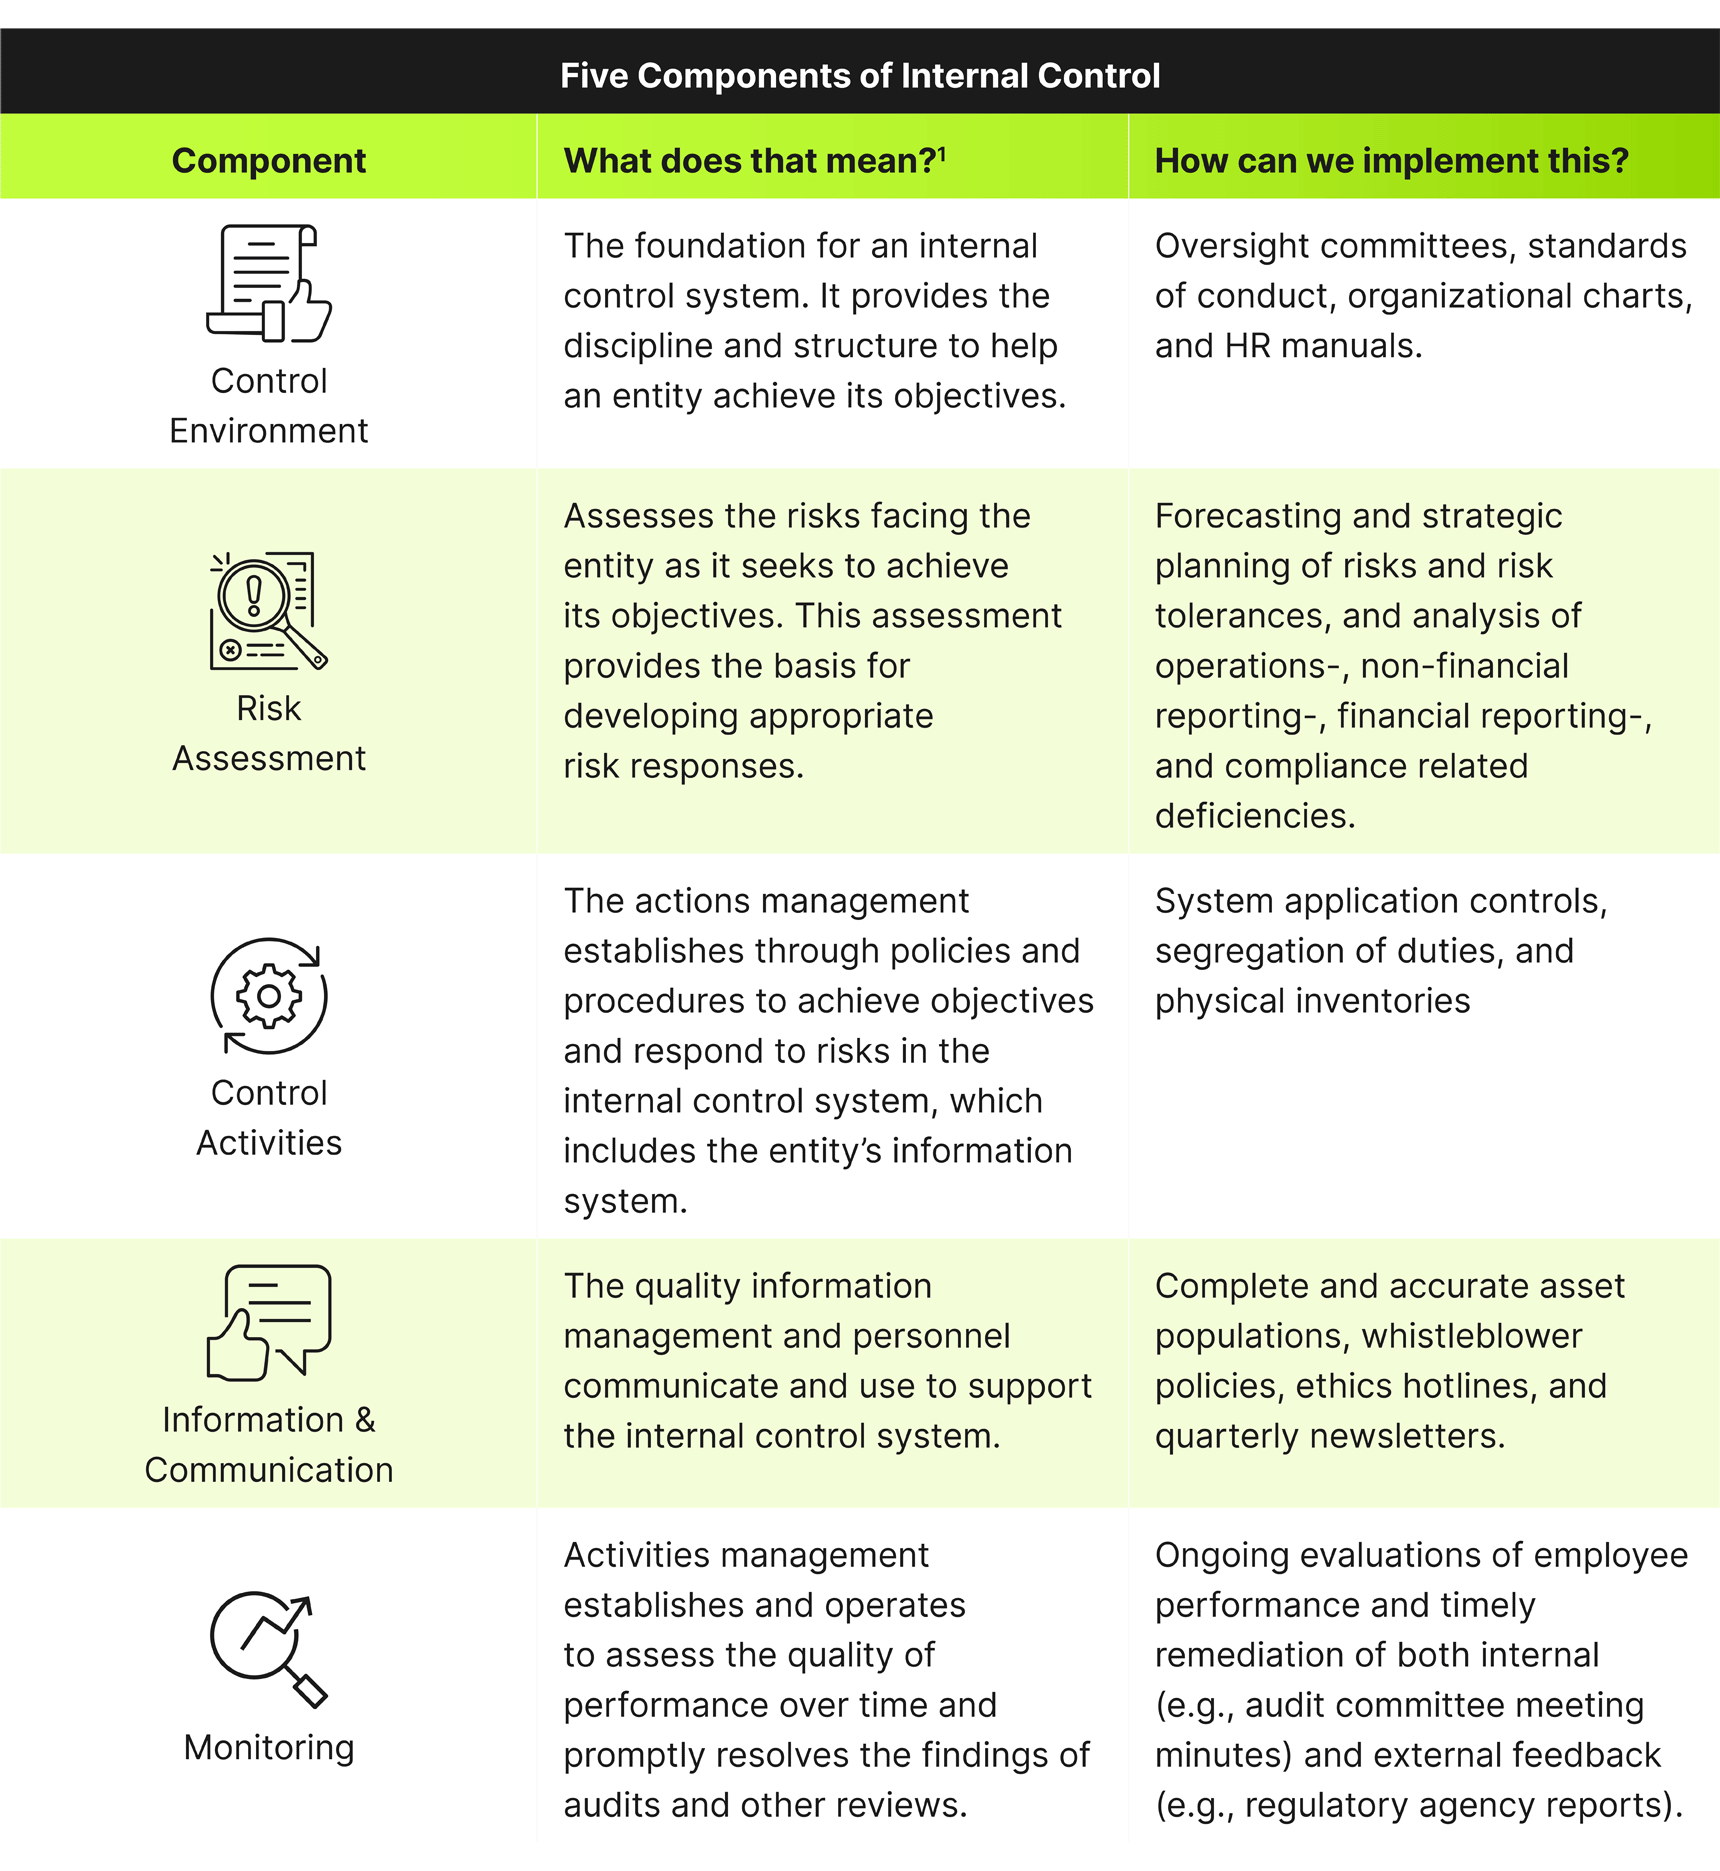 Five Components of Internal Control
Component
What does that mean?¹
How can we implement this?
Control
Environment
The foundation for an internal
control system. It provides the
discipline and structure to help
an entity achieve its objectives.
Oversight committees, standards
of conduct, organizational charts,
and HR manuals.
Risk
Assessment
Assesses the risks facing the
entity as it seeks to achieve
its objectives. This assessment
provides the basis for
developing appropriate
risk responses.
Forecasting and strategic
planning of risks and risk
tolerances, and analysis of
operations-, non-financial
reporting-, financial reporting-,
and compliance related
deficiencies.
Control
Activities
The actions management
establishes through policies and
procedures to achieve objectives
and respond to risks in the
internal control system, which
includes the entity’s information
system.
System application controls,
segregation of duties, and
physical inventories
Information &
Communication
The quality information
management and personnel
communicate and use to support
the internal control system.
Complete and accurate asset
populations, whistleblower
policies, ethics hotlines, and
quarterly newsletters.
Monitoring
Activities management
establishes and operates
to assess the quality of
performance over time and
promptly resolves the findings of
audits and other reviews.
Ongoing evaluations of employee
performance and timely
remediation of both internal
(e.g., audit committee meeting
minutes) and external feedback
(e.g., regulatory agency reports).